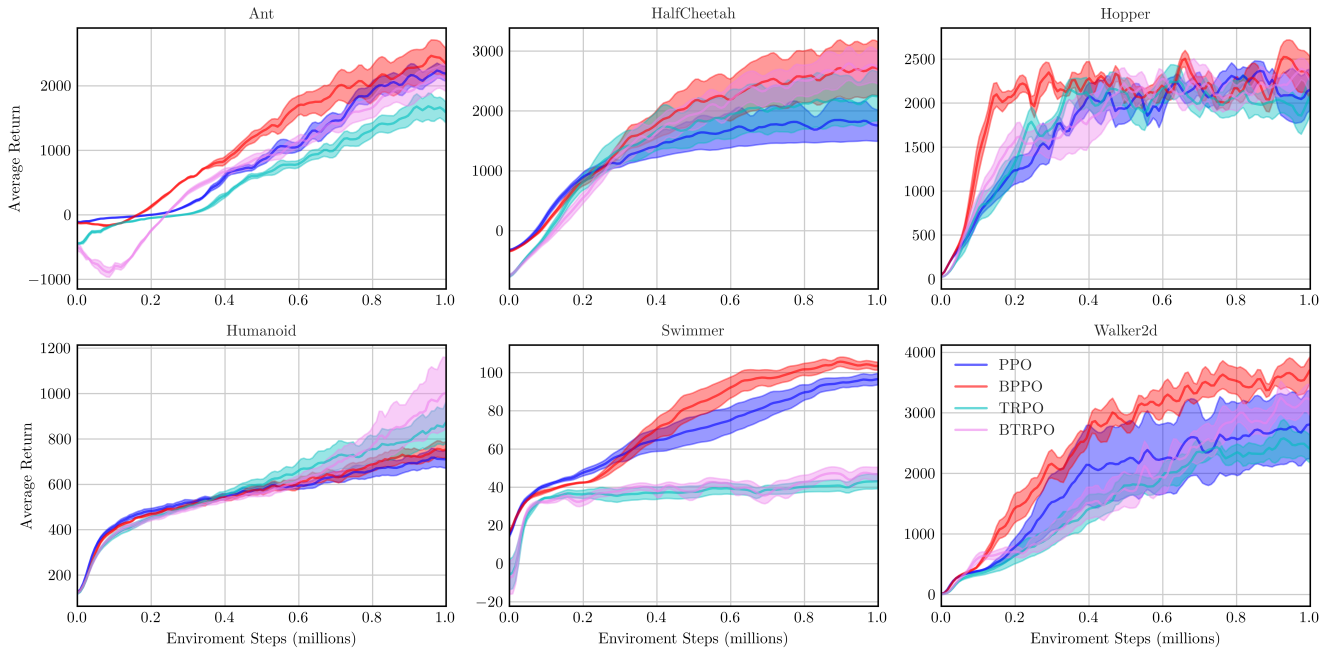 Ant
HalfCheetah
Hopper
Average Return
2000
1000
0
−1000
0.0 0.2 0.4 0.6 0.8 1.0
3000
2000
1000
0
0.0 0.2 0.4 0.6 0.8 1.0
2500
2000
1500
1000
500
0
0.0 0.2 0.4 0.6 0.8 1.0
Humanoid
Swimmer
Walker2d
Average Return
1200
1000
800
600
400
200
0.0 0.2 0.4 0.6 0.8 1.0
Enviroment Steps (millions)
100
80
60
40
20
0
−20
0.0 0.2 0.4 0.6 0.8 1.0
Enviroment Steps (millions)
4000
3000
2000
1000
0
PPO
BPPO
TRPO
BTRPO
0.0 0.2 0.4 0.6 0.8 1.0
Enviroment Steps (millions)